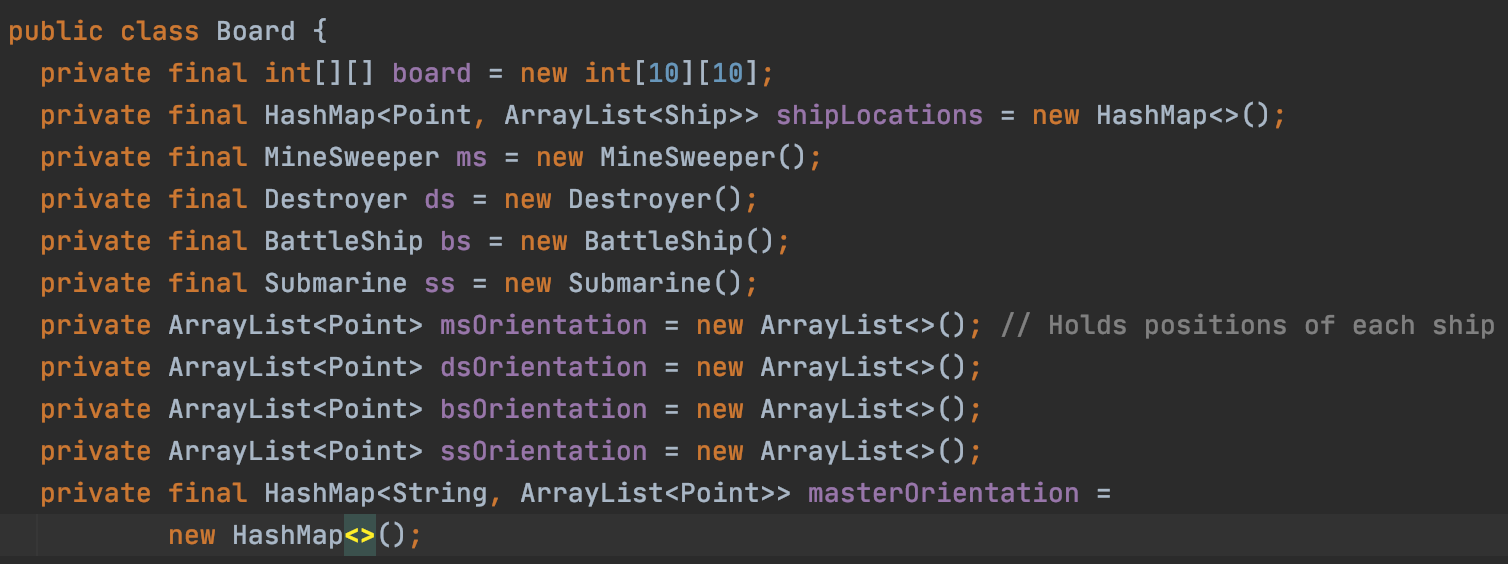 public class Board {
private final int[][] board = new int[10][10];
private final HashMap<Point, ArrayList<Ship>> shipLocations = new HashMap<>();
private final MineSweeper ms = new MineSweeper();
private final Destroyer ds = new Destroyer();
private final BattleShip bs = new BattleShip();
private final Submarine ss = new Submarine();
private ArrayList<Point> msOrientation = new ArrayList<>(); // Holds positions of each ship
private ArrayList<Point> dsOrientation = new ArrayList<>();
private ArrayList<Point> bsOrientation = new ArrayList<>();
private ArrayList<Point> ssOrientation = new ArrayList<>();
private final HashMap<String, ArrayList<Point>> masterOrientation =
new HashMap<>();